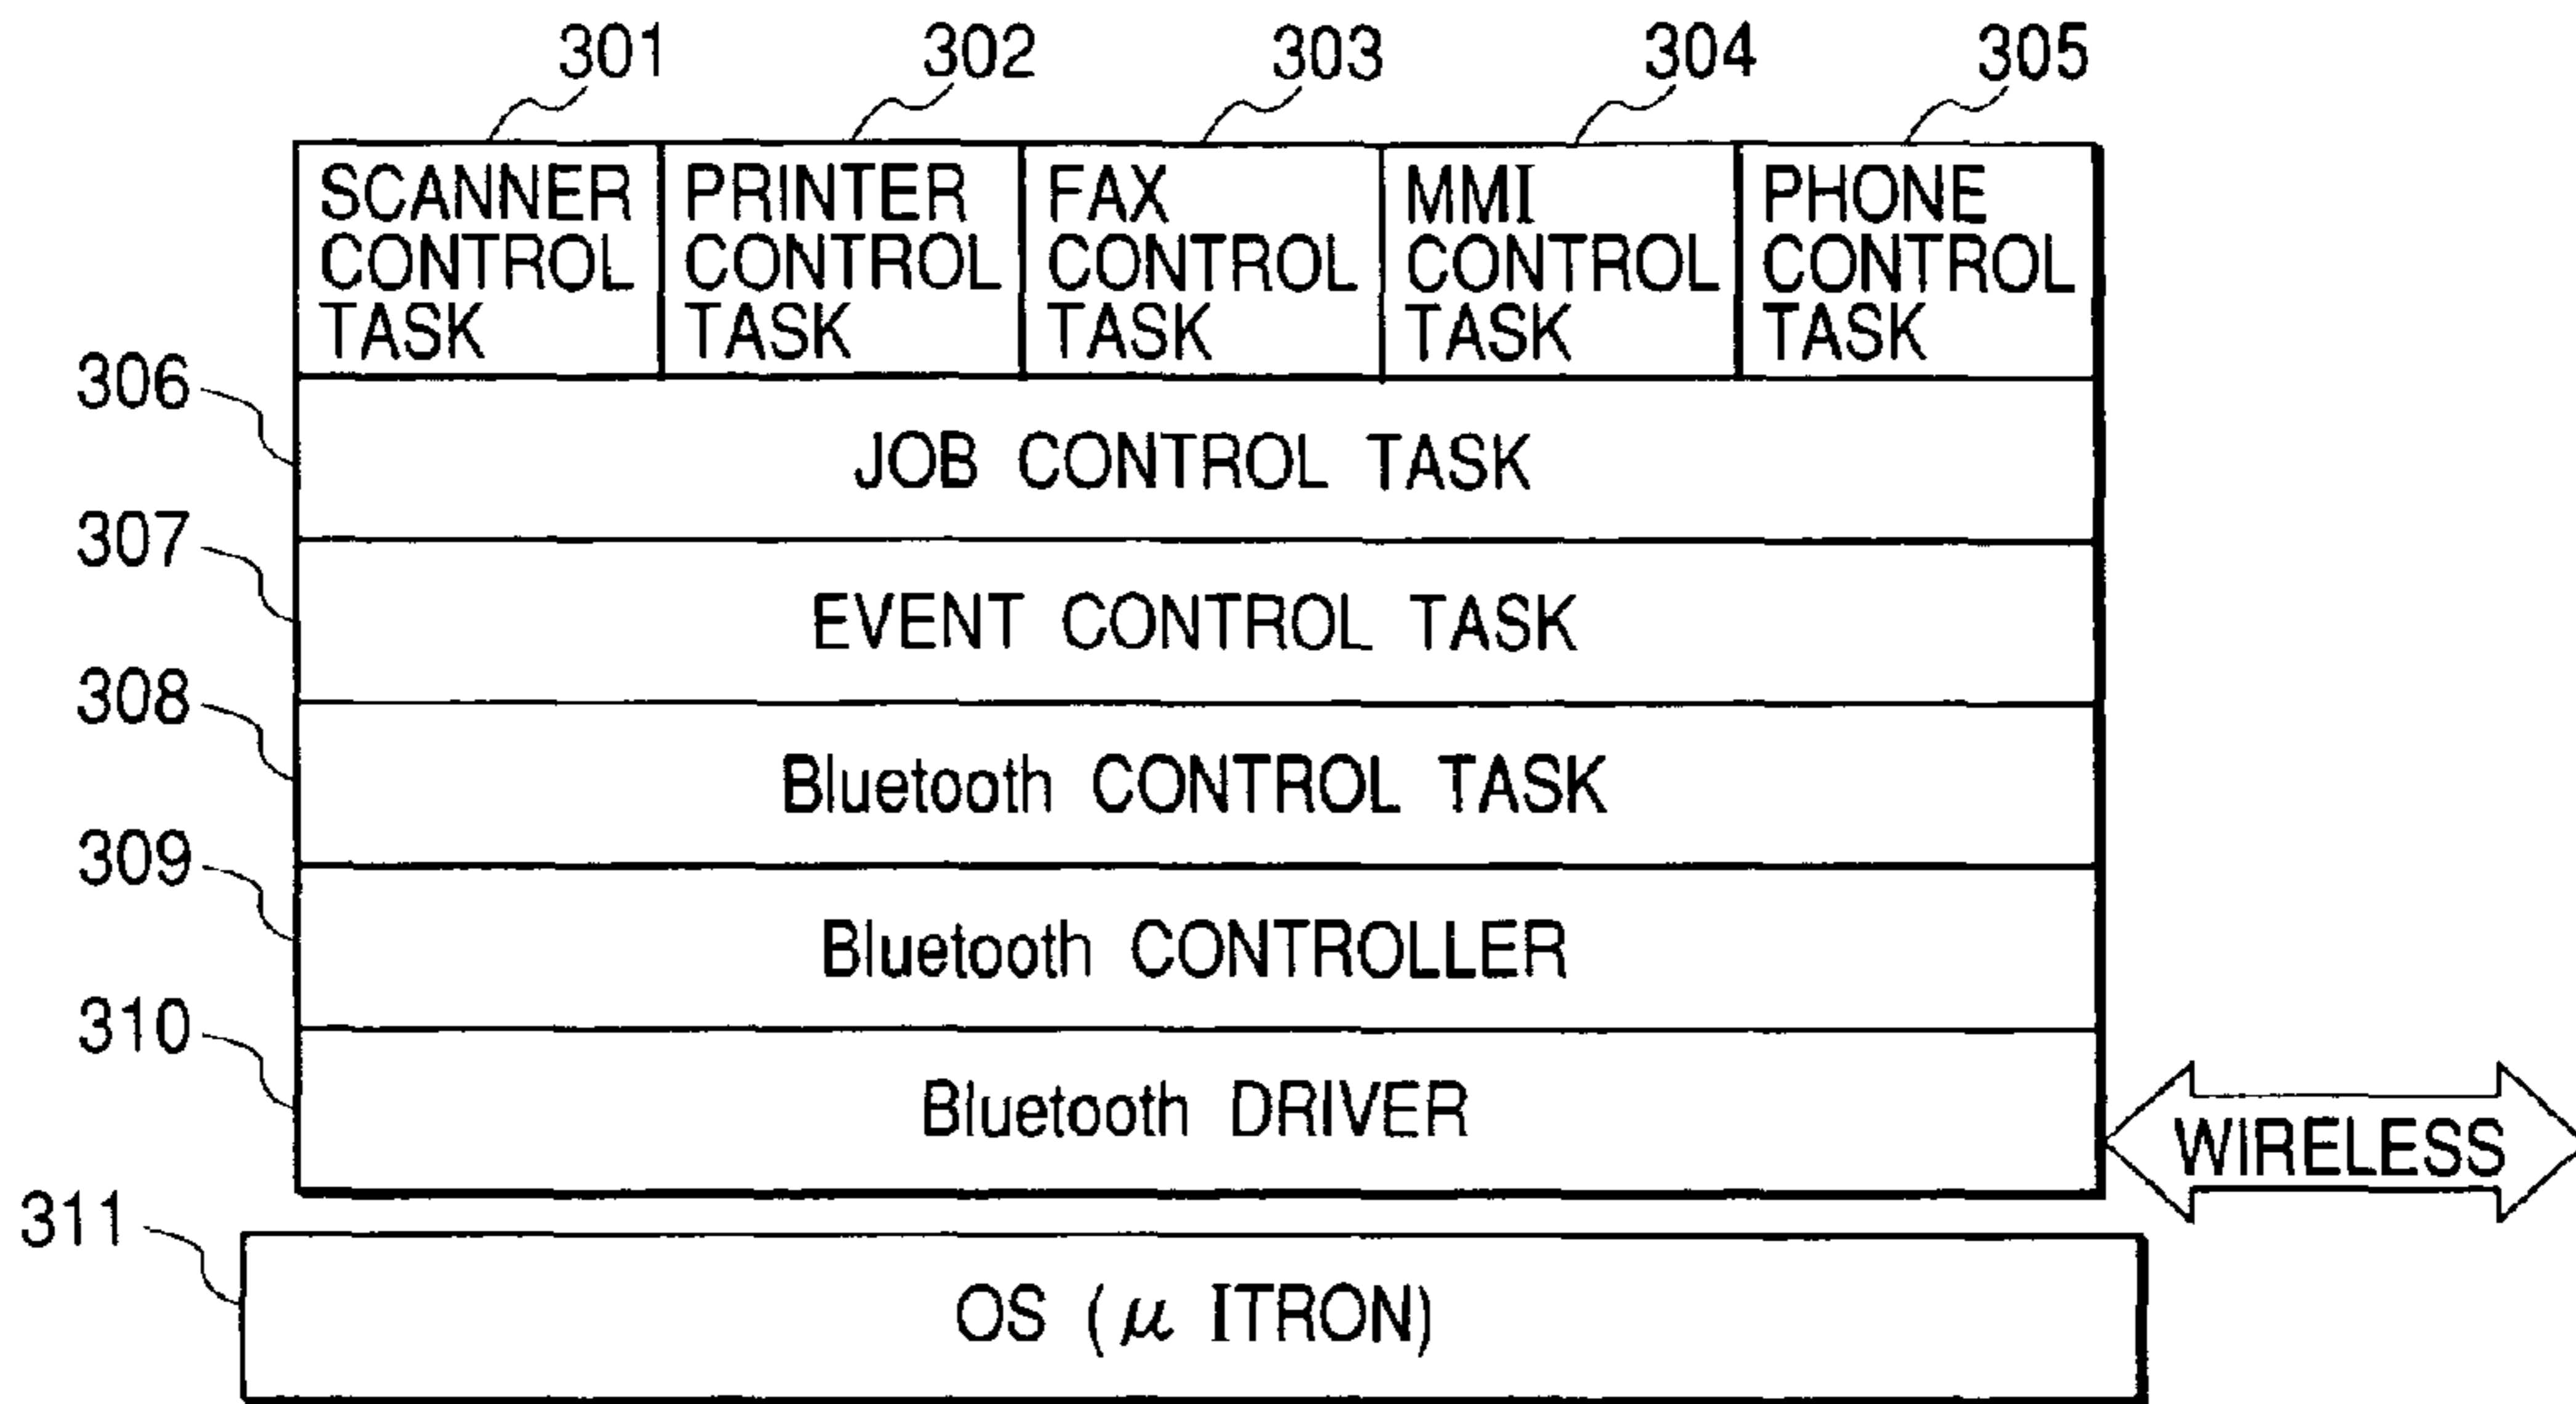 301 302 303 304 305
SCANNER CONTROL TASK
PRINTER CONTROL TASK
FAX CONTROL TASK
MMI CONTROL TASK
PHONE CONTROL TASK
306
JOB CONTROL TASK
307
EVENT CONTROL TASK
308
Bluetooth CONTROL TASK
309
Bluetooth CONTROLLER
310
Bluetooth DRIVER
WIRELESS
311
OS (μ ITRON)